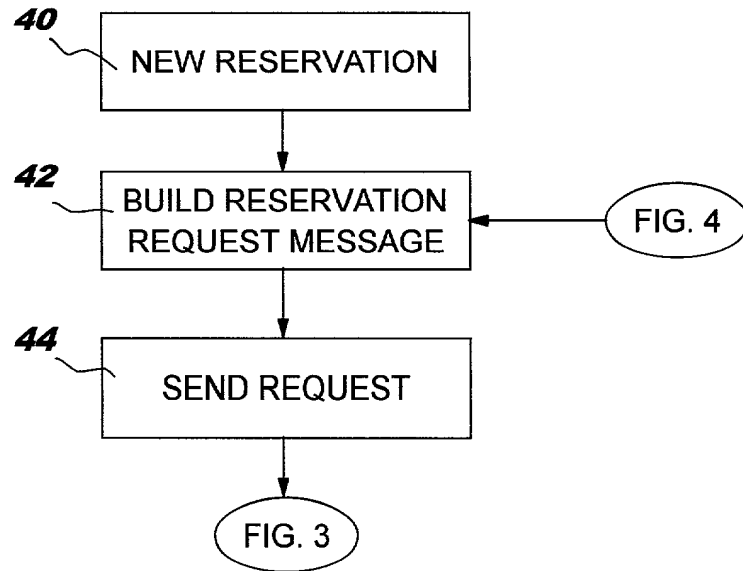 40
NEW RESERVATION
42
BUILD RESERVATION
REQUEST MESSAGE
FIG. 4
44
SEND REQUEST
FIG. 3